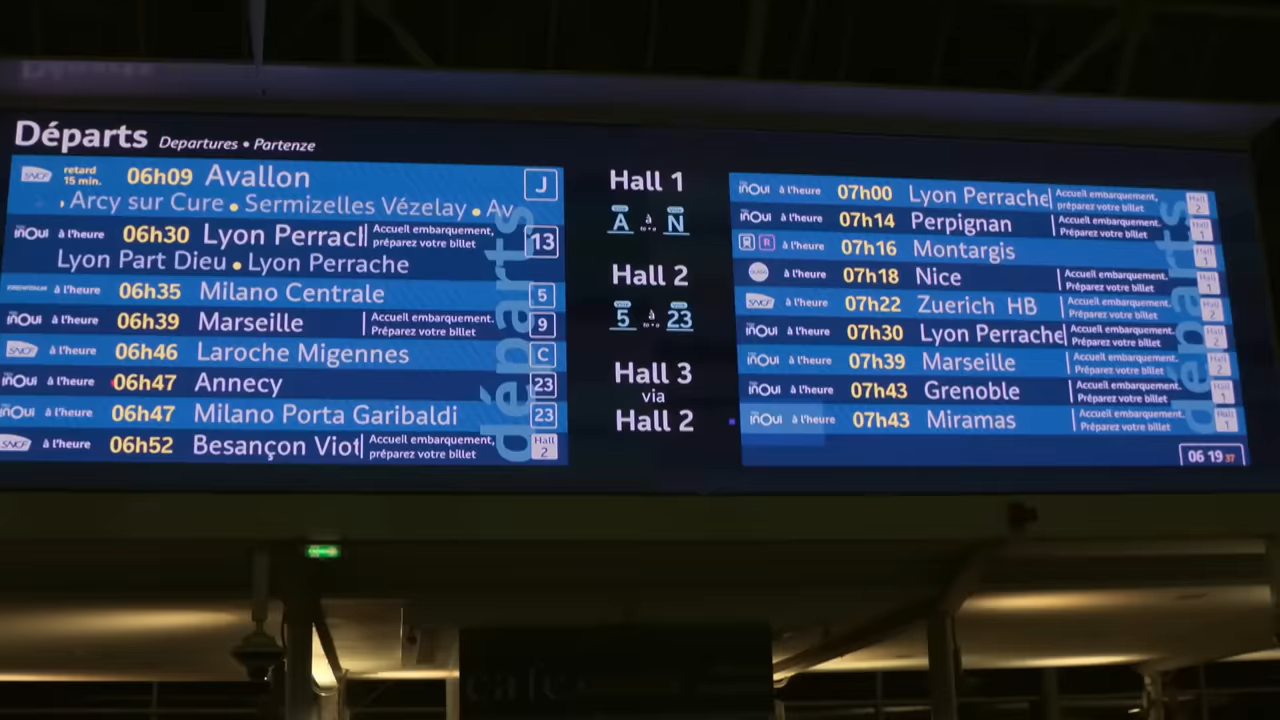 Départs Departures • Partenze
SNCF retard 15 min. 06h09 Avallon J
Arcy sur Cure • Sermizelles Vézelay • Av
inOui à l'heure 06h30 Lyon Perracl Accueil embarquement, préparez votre billet 13
Lyon Part Dieu • Lyon Perrache
à l'heure 06h35 Milano Centrale 5
inOui à l'heure 06h39 Marseille Accueil embarquement. Préparez votre billet. 9
SNCF à l'heure 06h46 Laroche Migennes C
inOui à l'heure 06h47 Annecy 23
inOui à l'heure 06h47 Milano Porta Garibaldi 23
SNCF à l'heure 06h52 Besançon Viot Accueil embarquement, préparez votre billet Hall 2
départs
Hall 1
A à N
Hall 2
5 à 23
Hall 3
via
Hall 2
inOui à l'heure 07h00 Lyon Perrache Accueil embarquement, préparez votre billet Hall 2
inOui à l'heure 07h14 Perpignan Accueil embarquement. Préparez votre billet. Hall 1
R à l'heure 07h16 Montargis Hall 1
à l'heure 07h18 Nice Accueil embarquement. Préparez votre billet. Hall 1
SNCF à l'heure 07h22 Zuerich HB Accueil embarquement. Préparez votre billet. Hall 2
inOui à l'heure 07h30 Lyon Perrache Accueil embarquement. Préparez votre billet. Hall 2
inOui à l'heure 07h39 Marseille Accueil embarquement. Préparez votre billet. Hall 2
inOui à l'heure 07h43 Grenoble Accueil embarquement. Préparez votre billet. Hall 1
inOui à l'heure 07h43 Miramas Accueil embarquement. Préparez votre billet. Hall 1
départs
06 19 37
cafe